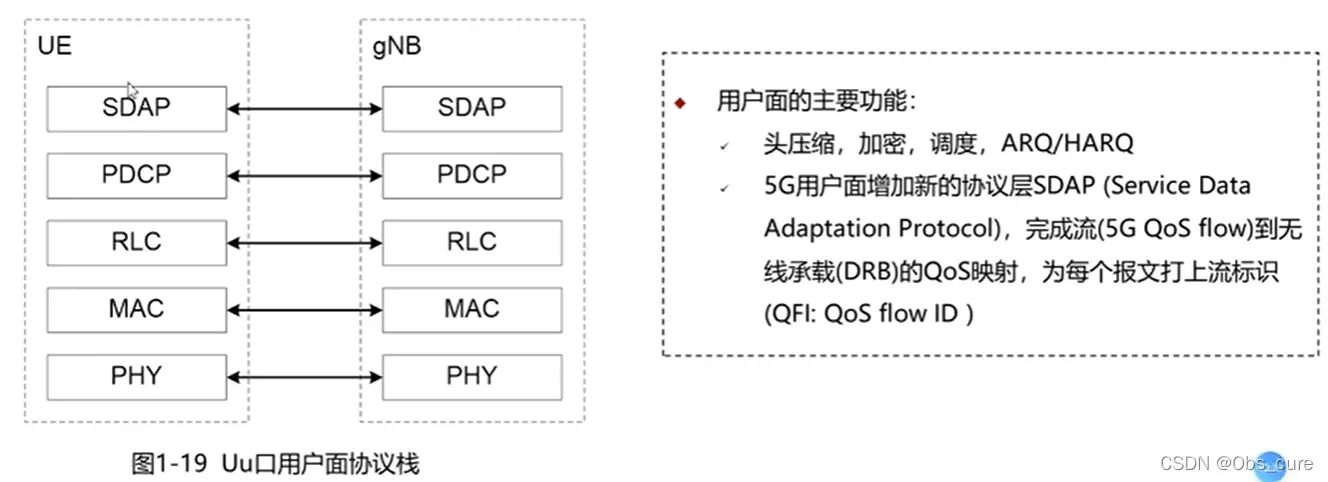 UE
gNB
SDAP
SDAP
PDCP
PDCP
RLC
RLC
MAC
MAC
PHY
PHY
图1-19 Uu口用户面协议栈
用户面的主要功能：
头压缩，加密，调度，ARQ/HARQ
5G用户面增加新的协议层SDAP (Service Data
Adaptation Protocol)，完成流(5G QoS flow)到无
线承载(DRB)的QoS映射，为每个报文打上流标识
(QFI: QoS flow ID )
CSDN @Obs_cure